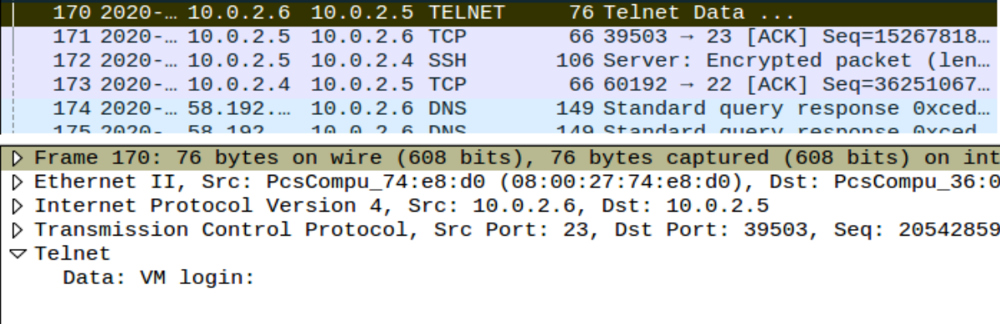 170 2020-… 10.0.2.6 10.0.2.5 TELNET 76 Telnet Data ...
171 2020-… 10.0.2.5 10.0.2.6 TCP 66 39503 → 23 [ACK] Seq=15267818…
172 2020-… 10.0.2.5 10.0.2.4 SSH 106 Server: Encrypted packet (len…
173 2020-… 10.0.2.4 10.0.2.5 TCP 66 60192 → 22 [ACK] Seq=36251067…
174 2020-… 58.192.… 10.0.2.6 DNS 149 Standard query response 0xced…
175 2020-… 58.192.… 10.0.2.6 DNS 149 Standard query response 0xced…
Frame 170: 76 bytes on wire (608 bits), 76 bytes captured (608 bits) on int
Ethernet II, Src: PcsCompu_74:e8:d0 (08:00:27:74:e8:d0), Dst: PcsCompu_36:0
Internet Protocol Version 4, Src: 10.0.2.6, Dst: 10.0.2.5
Transmission Control Protocol, Src Port: 23, Dst Port: 39503, Seq: 20542859
Telnet
Data: VM login: